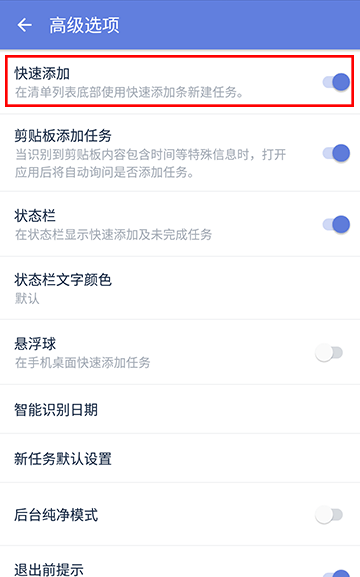 高级选项
快速添加
在清单列表底部使用快速添加条新建任务。
剪贴板添加任务
当识别到剪贴板内容包含时间等特殊信息时，打开
应用后将自动询问是否添加任务。
状态栏
在状态栏显示快速添加及未完成任务
状态栏文字颜色
默认
悬浮球
在手机桌面快速添加任务
智能识别日期
新任务默认设置
后台纯净模式
退出前提示